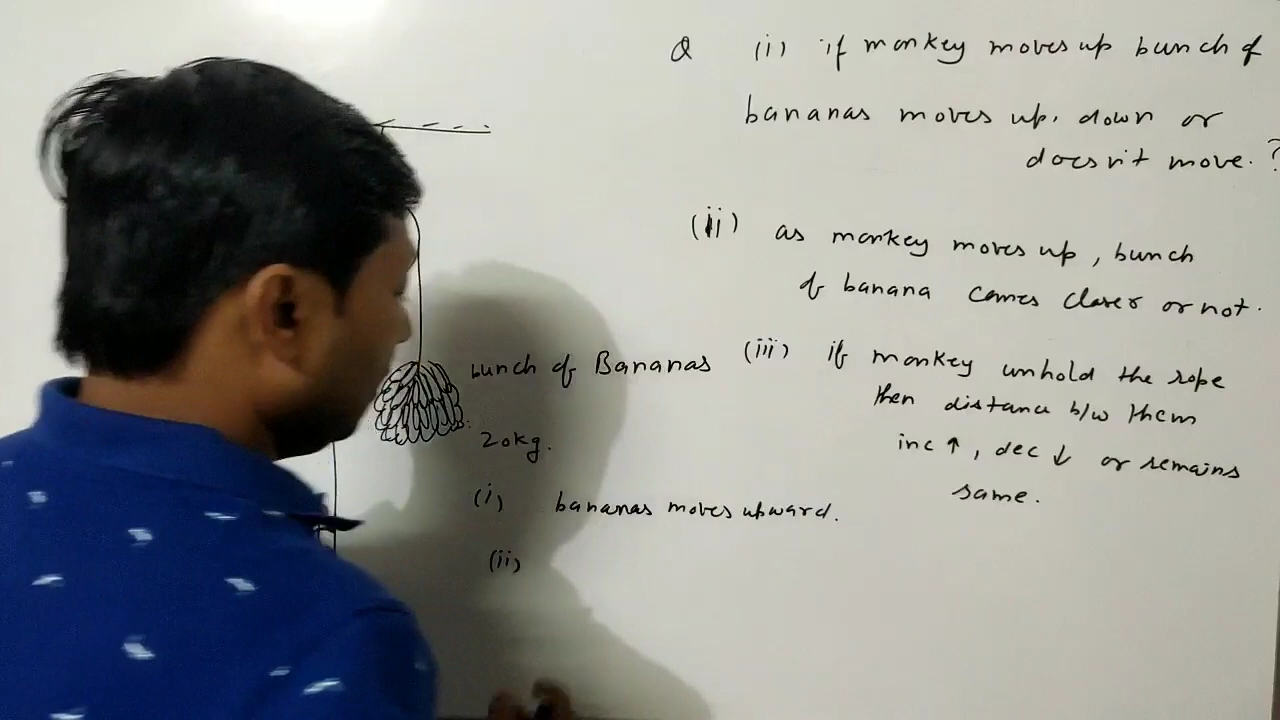 Q (i) if monkey moves up bunch of
bananas moves up, down or
doesn't move. ?
(ii) as monkey moves up, bunch
of banana comes closer or not.
bunch of Bananas
20kg.
(iii) if monkey unhold the rope
then distance b/w them
inc ↑, dec ↓ or remains
same.
(i) bananas moves upward.
(ii)